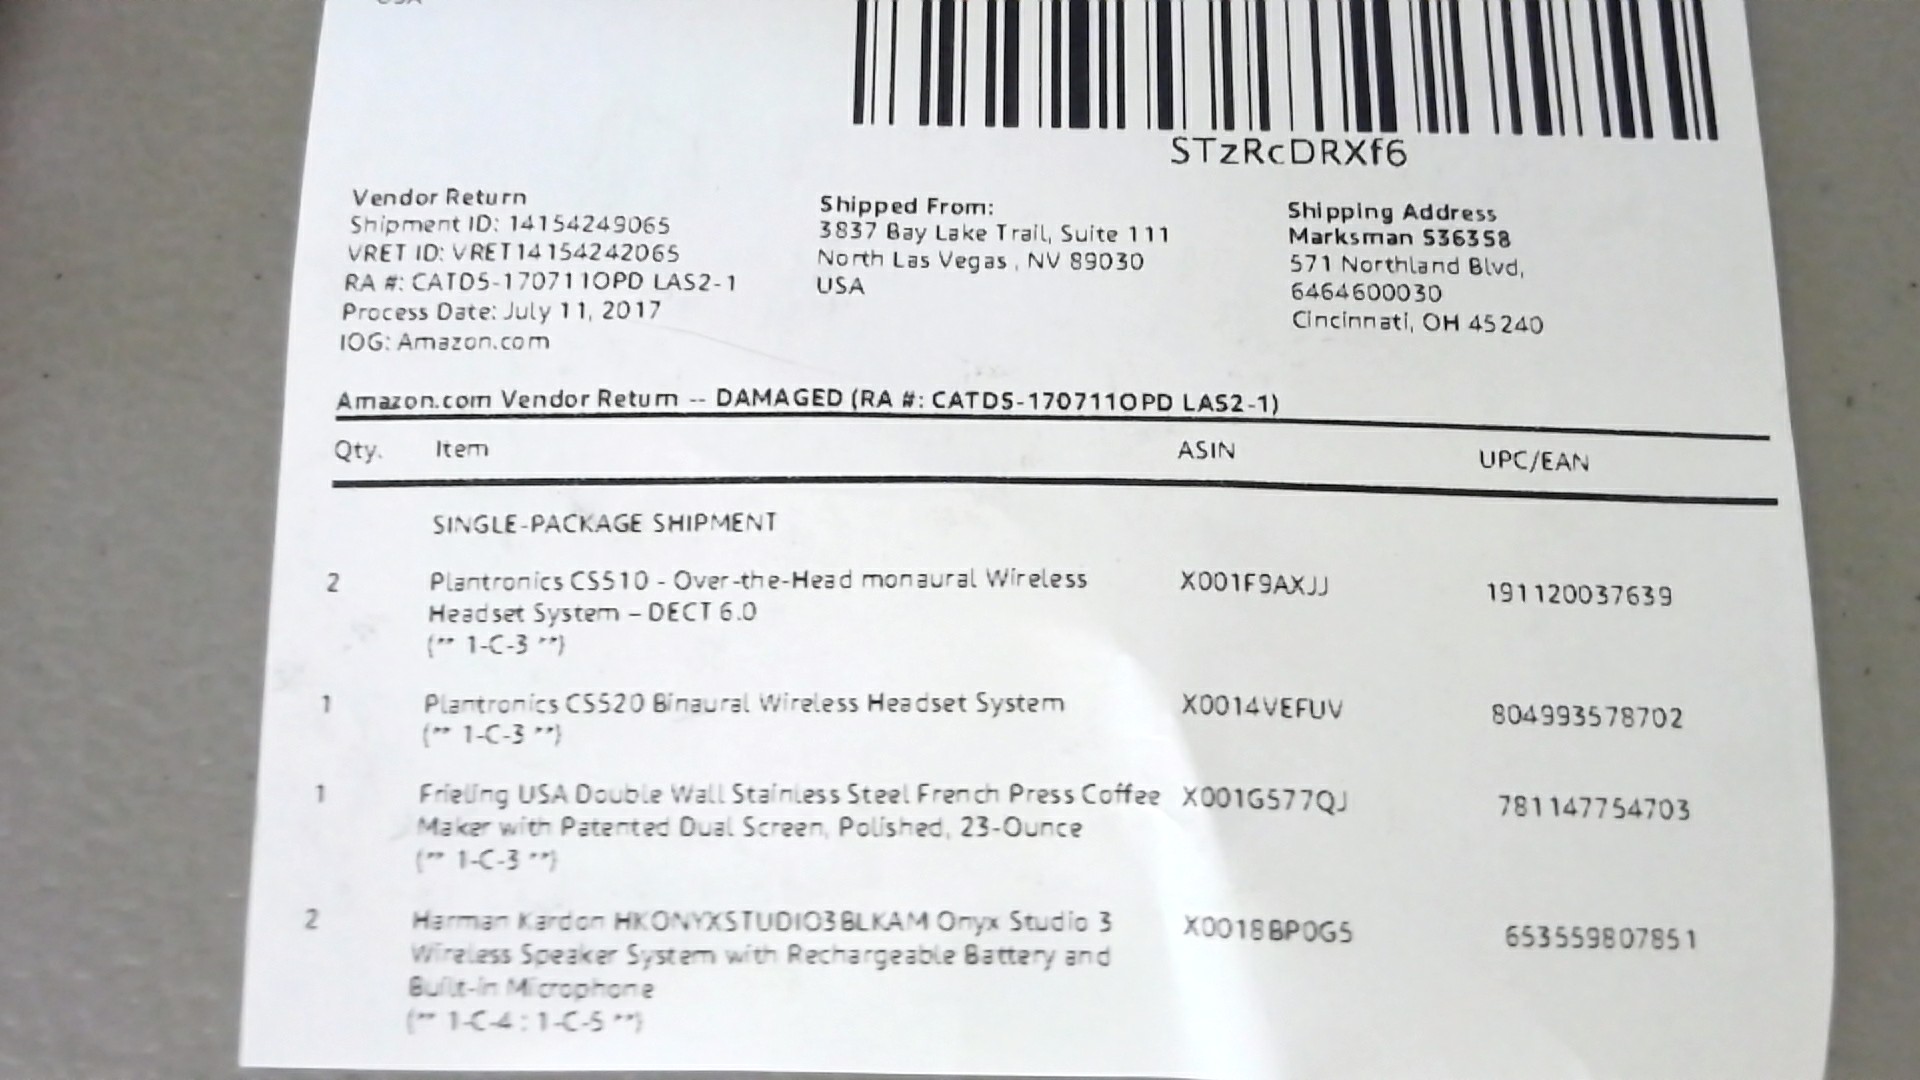 USA
STzRcDRXf6
Vendor Return
Shipment ID: 14154249065
VRET ID: VRET14154242065
RA #: CATDS-170711OPD LAS2-1
Process Date: July 11, 2017
IOG: Amazon.com
Shipped From:
3837 Bay Lake Trail, Suite 111
North Las Vegas , NV 89030
USA
Shipping Address
Marksman S36358
571 Northland Blvd,
6464600030
Cincinnati, OH 45240
Amazon.com Vendor Return -- DAMAGED (RA #: CATDS-170711OPD LAS2-1)
Qty. Item ASIN UPC/EAN
SINGLE-PACKAGE SHIPMENT
2 Plantronics CS510 - Over-the-Head monaural Wireless X001F9AXJJ 191120037639
Headset System – DECT 6.0
(** 1-C-3 **)
1 Plantronics CS520 Binaural Wireless Headset System X0014VEFUV 804993578702
(** 1-C-3 **)
1 Frieling USA Double Wall Stainless Steel French Press Coffee X001G577QJ 781147754703
Maker with Patented Dual Screen, Polished, 23-Ounce
(** 1-C-3 **)
2 Harman Kardon HKONYXSTUDIO3BLKAM Onyx Studio 3 X0018BP0G5 653559807851
Wireless Speaker System with Rechargeable Battery and
Built-in Microphone
(** 1-C-4 : 1-C-5 **)